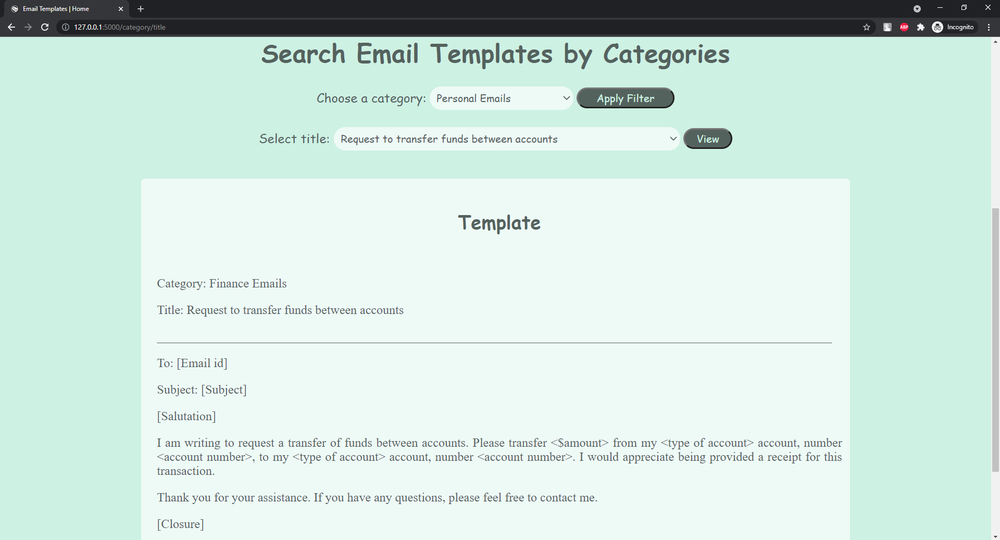 Email Templates | Home
127.0.0.1:5000/category/title
ABP
Incognito
Search Email Templates by Categories
Choose a category: Personal Emails Apply Filter
Select title: Request to transfer funds between accounts View
Template
Category: Finance Emails
Title: Request to transfer funds between accounts
To: [Email id]
Subject: [Subject]
[Salutation]
I am writing to request a transfer of funds between accounts. Please transfer <$amount> from my <type of account> account, number
<account number>, to my <type of account> account, number <account number>. I would appreciate being provided a receipt for this
transaction.
Thank you for your assistance. If you have any questions, please feel free to contact me.
[Closure]